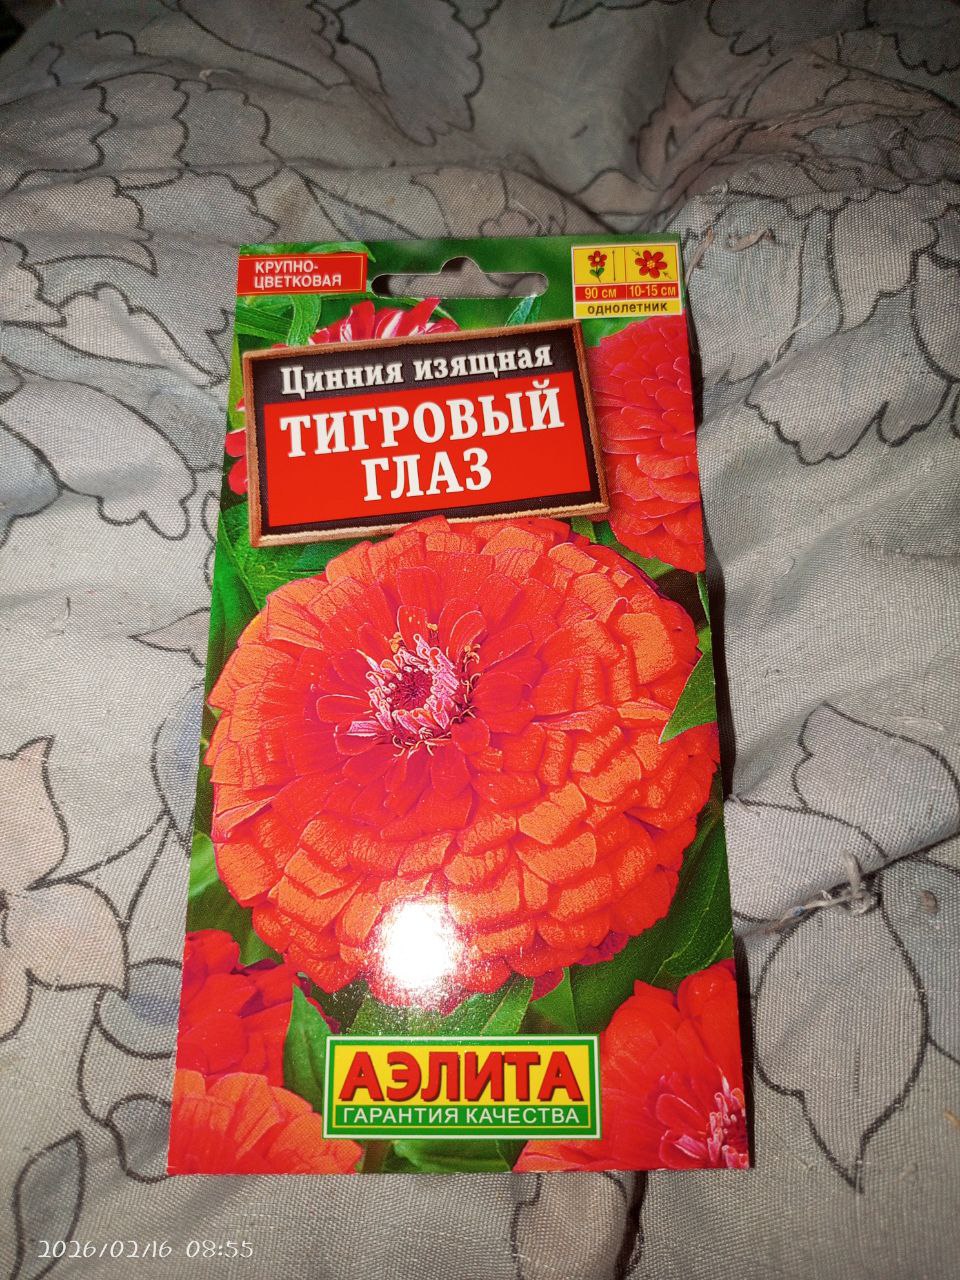 КРУПНО-
ЦВЕТКОВАЯ
90 см 10-15 см
однолетник
Цинния изящная
ТИГРОВЫЙ
ГЛАЗ
АЭЛИТА
ГАРАНТИЯ КАЧЕСТВА
2026/02/16 08:55